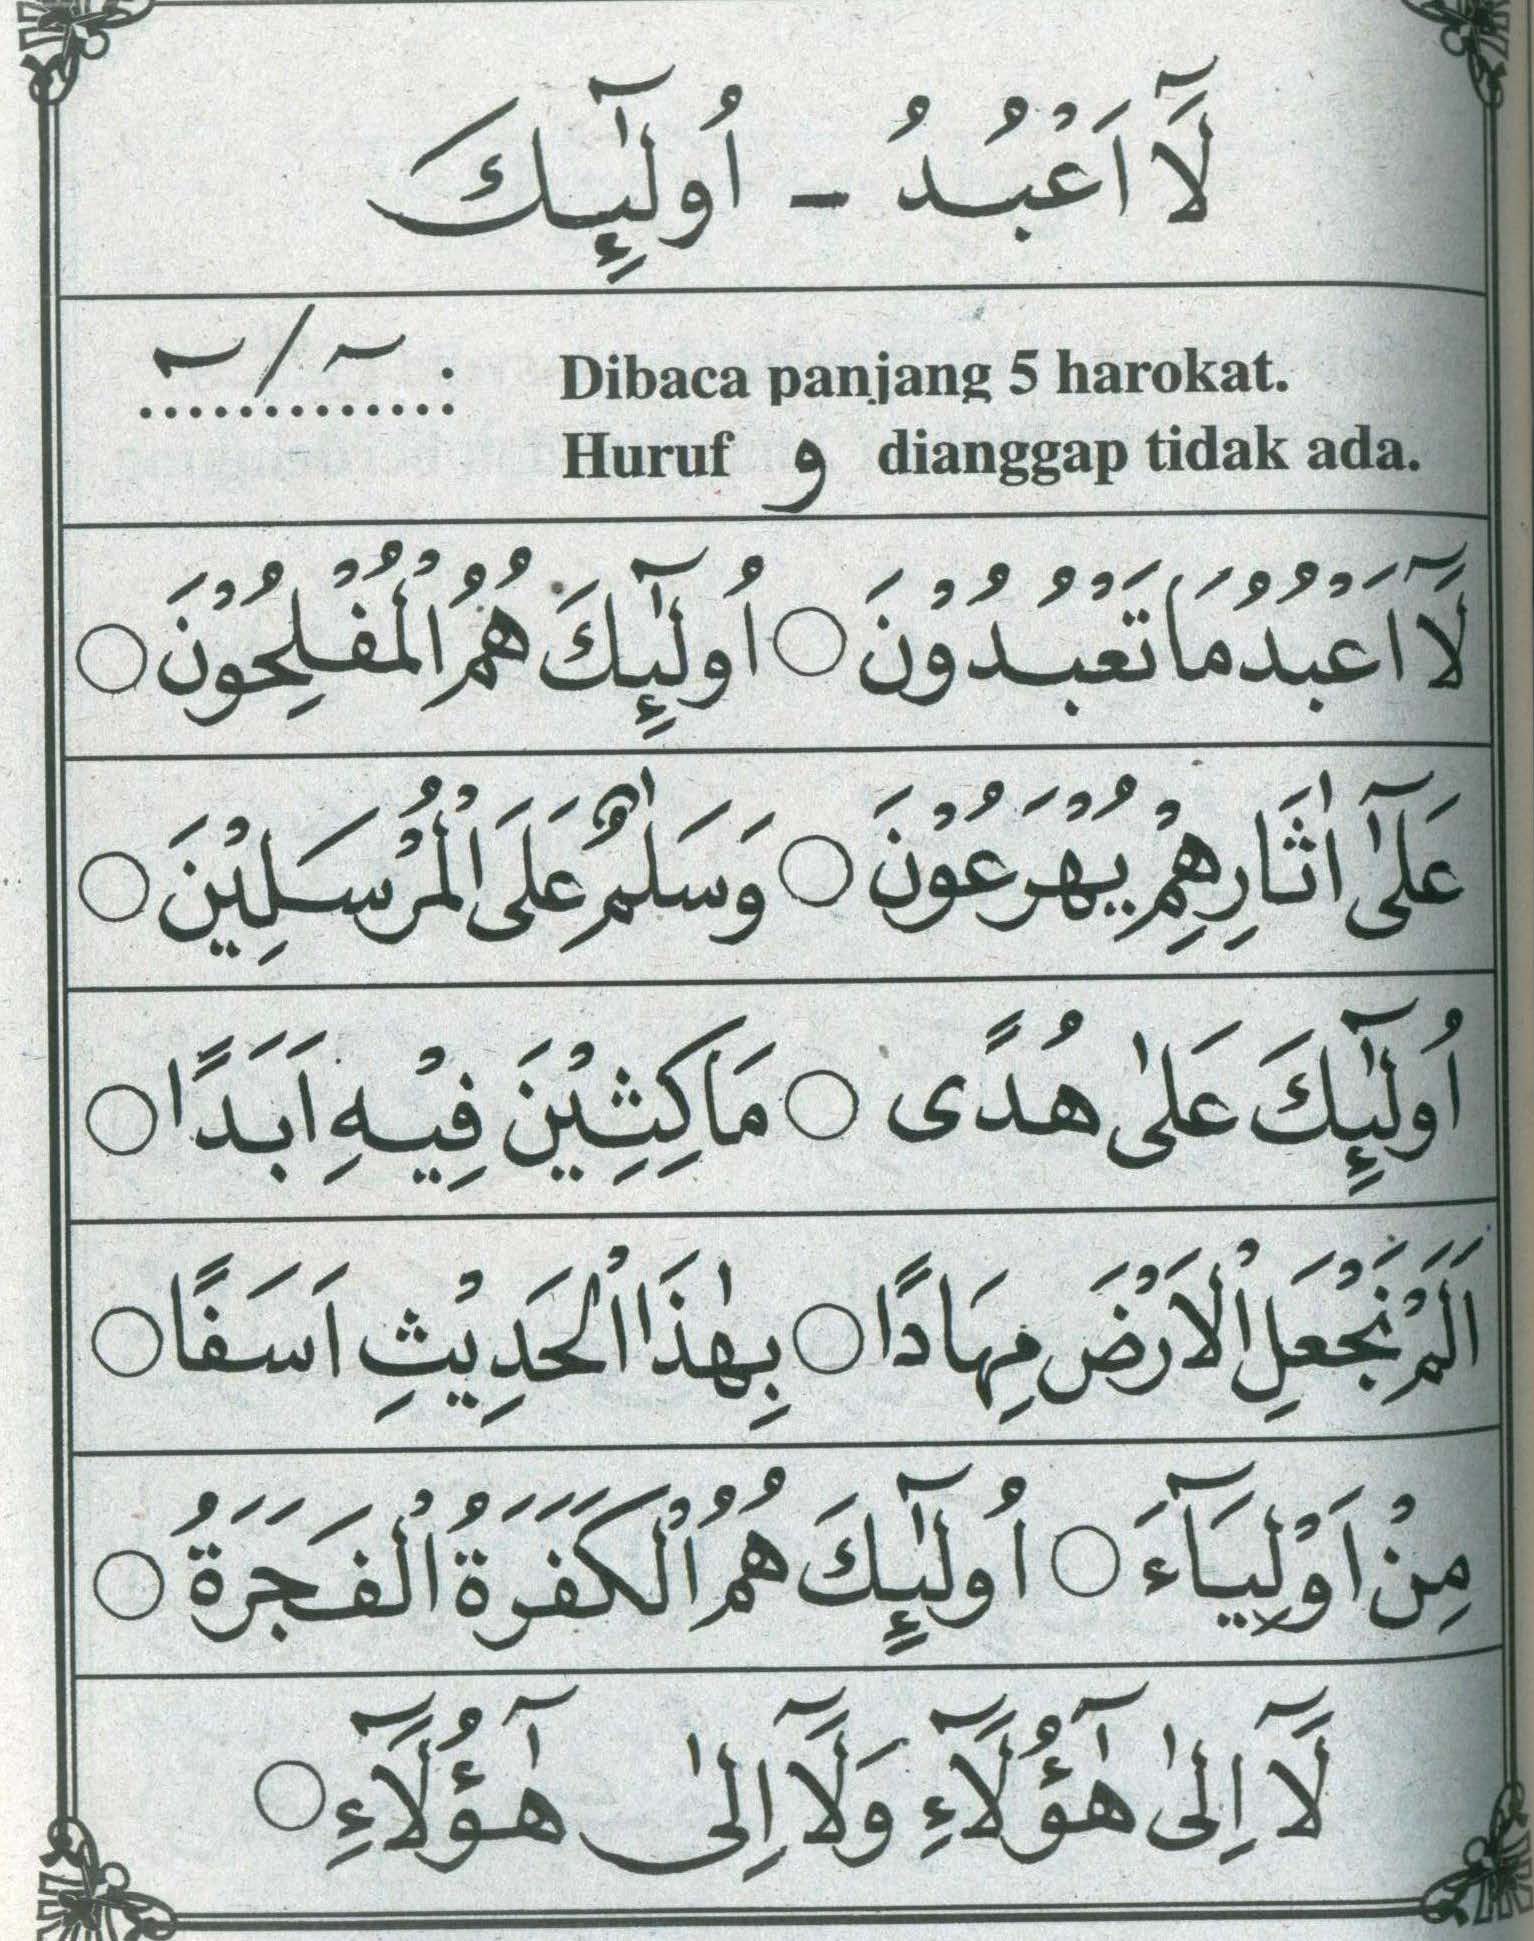 لَآ اَعْبُدُ - اُولٰٓئِكَ
..~../..~.. : Dibaca panjang 5 harokat.
Huruf و dianggap tidak ada.
لَآ اَعْبُدُ مَا تَعْبُدُوْنَ ○ اُولٰٓئِكَ هُمُ الْمُفْلِحُوْنَ ○
عَلٰٓى اٰثَارِهِمْ يُهْرَعُوْنَ ○ وَسَلٰمٌ عَلَى الْمُرْسَلِيْنَ ○
اُولٰٓئِكَ عَلٰى هُدًى ○ مَاكِثِيْنَ فِيْهِ اَبَدًا ○
اَلَمْ نَجْعَلِ الْاَرْضَ مِهَادًا ○ بِهٰذَا الْحَدِيْثِ اَسَفًا ○
مِنْ اَوْلِيَآءَ ○ اُولٰٓئِكَ هُمُ الْكَفَرَةُ الْفَجَرَةُ ○
لَآ اِلٰى هٰٓؤُلَآءِ وَلَآ اِلٰى هٰٓؤُلَآءِ ○